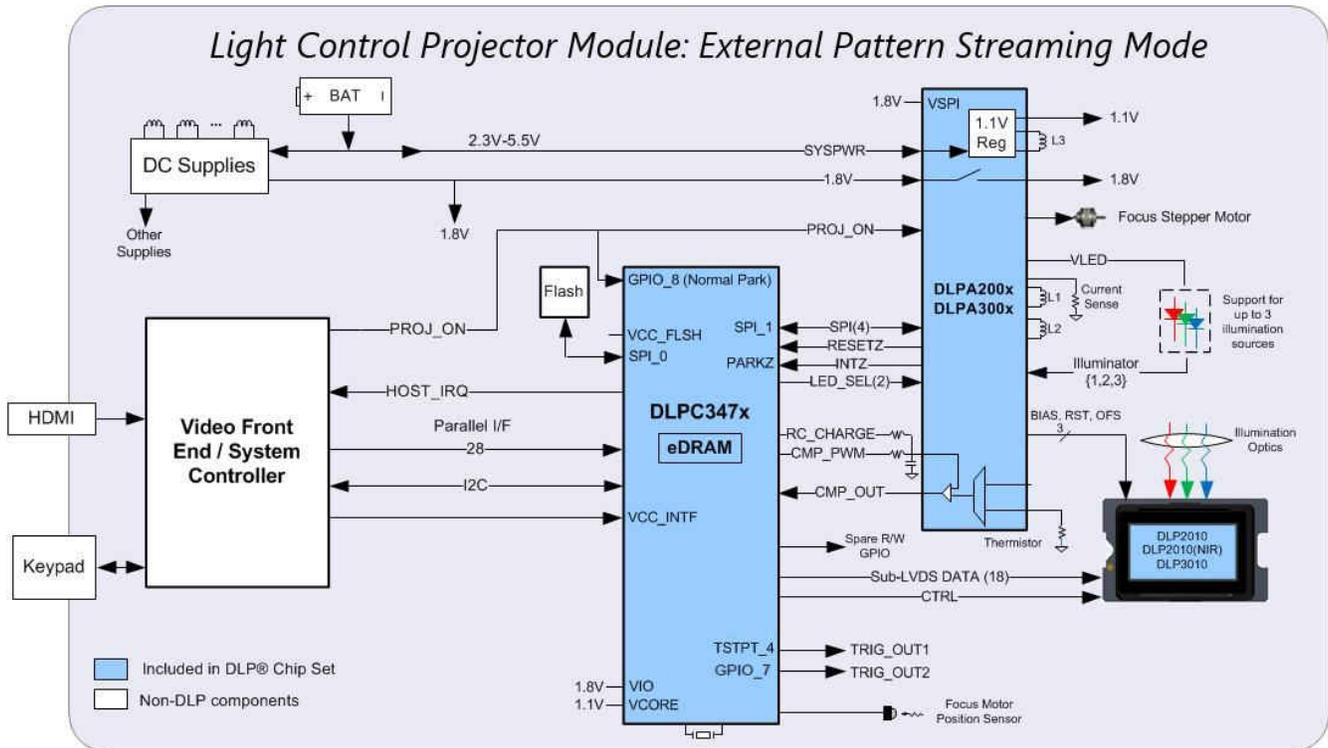 Light Control Projector Module: External Pattern Streaming Mode
+ BAT I
1.8V
VSPI
1.1V
Reg
1.1V
L3
...
DC Supplies
2.3V-5.5V
SYSPWR
1.8V
1.8V
Other
Supplies
1.8V
PROJ_ON
Focus Stepper Motor
VLED
GPIO_8 (Normal Park)
Flash
DLPA200x
DLPA300x
L1
Current
Sense
L2
Support for
up to 3
illumination
sources
PROJ_ON
VCC_FLSH
SPI_0
SPI_1
SPI(4)
RESETZ
PARKZ
INTZ
LED_SEL(2)
Illuminator
{1,2,3}
HOST_IRQ
HDMI
Video Front
End / System
Controller
Parallel I/F
28
I2C
VCC_INTF
DLPC347x
eDRAM
RC_CHARGE
CMP_PWM
CMP_OUT
BIAS, RST, OFS
3
Illumination
Optics
Thermistor
Spare R/W
GPIO
DLP2010
DLP2010(NIR)
DLP3010
Keypad
Sub-LVDS DATA (18)
CTRL
TSTPT_4
TRIG_OUT1
GPIO_7
TRIG_OUT2
Included in DLP® Chip Set
Non-DLP components
1.8V
VIO
1.1V
VCORE
Focus Motor
Position Sensor